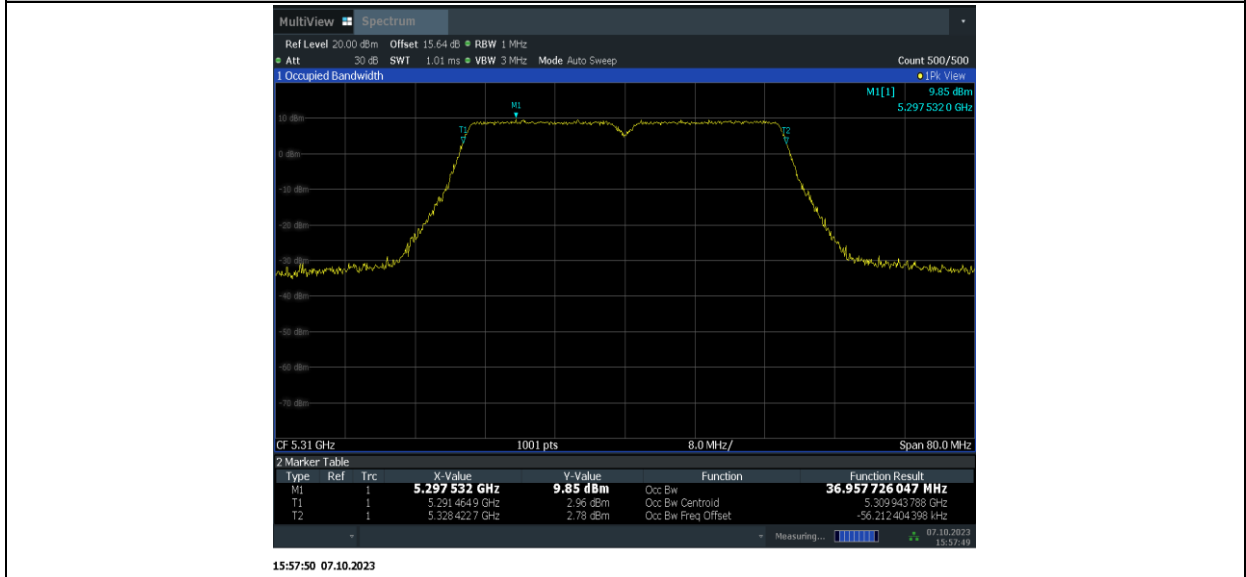 MultiView Spectrum
Ref Level 20.00 dBm Offset 15.64 dB RBW 1 MHz
Att 30 dB SWT 1.01 ms VBW 3 MHz Mode Auto Sweep Count 500/500
1 Occupied Bandwidth 1Pk View
M1[1] 9.85 dBm
5.297 532 0 GHz
M1
10 dBm
T1 T2
0 dBm
-10 dBm
-20 dBm
-30 dBm
-40 dBm
-50 dBm
-60 dBm
-70 dBm
CF 5.31 GHz 1001 pts 8.0 MHz/ Span 80.0 MHz
2 Marker Table
Type Ref Trc X-Value Y-Value Function Function Result
M1 1 5.297 532 GHz 9.85 dBm Occ Bw 36.957 726 047 MHz
T1 1 5.291 464 9 GHz 2.96 dBm Occ Bw Centroid 5.309 943 788 GHz
T2 1 5.328 422 7 GHz 2.78 dBm Occ Bw Freq Offset -56.212 404 398 kHz
Measuring... 07.10.2023
15:57:49
15:57:50 07.10.2023